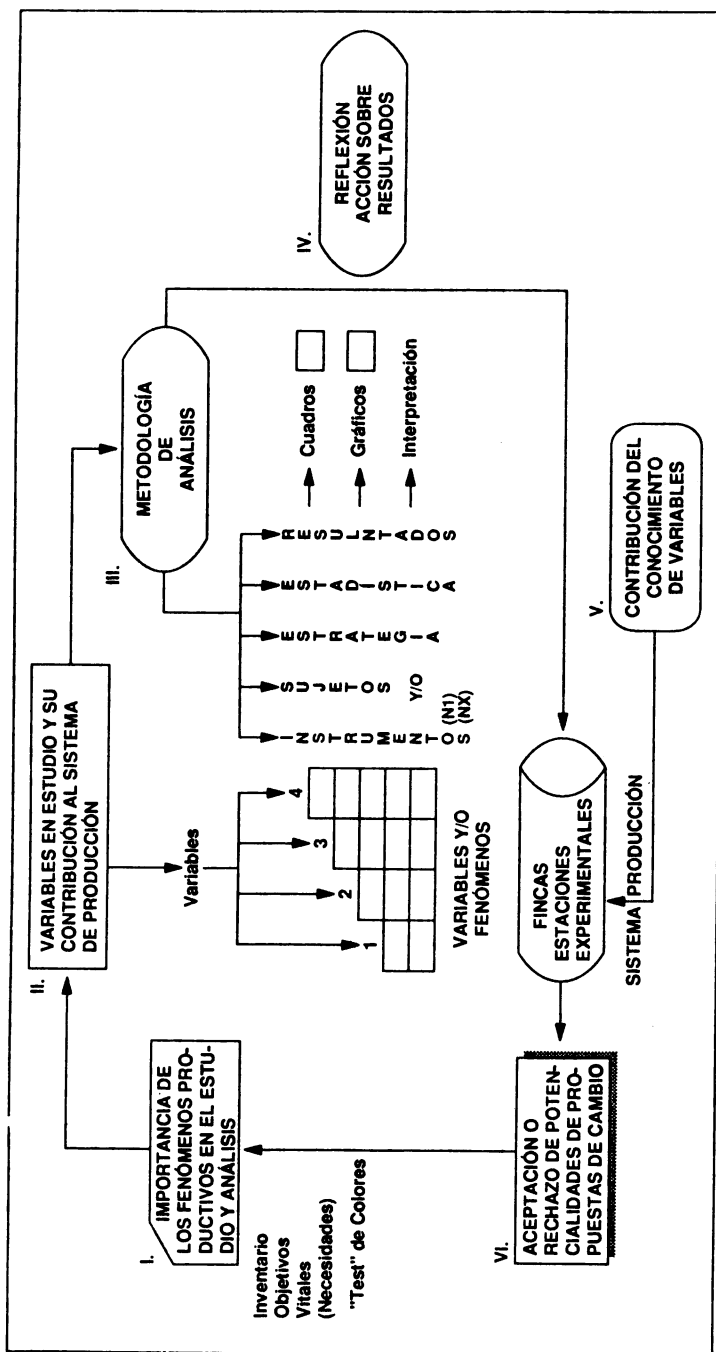 I.
IMPORTANCIA DE
LOS FENÓMENOS PRO-
DUCTIVOS EN EL ESTU-
DIO Y ANÁLISIS
Inventario
Objetivos
Vitales
(Necesidades)
"Test" de Colores
II.
VARIABLES EN ESTUDIO Y SU
CONTRIBUCIÓN AL SISTEMA
DE PRODUCCIÓN
Variables
1
2
3
4
VARIABLES Y/O
FENÓMENOS
III.
METODOLOGÍA
DE
ANÁLISIS
INSTRUMENTOS
(N1)
(NX)
SUJETOS
Y/O
ESTRATEGIA
ESTADISTICA
RESULNTADOS
Cuadros
Gráficos
Interpretación
IV.
REFLEXIÓN
ACCIÓN SOBRE
RESULTADOS
V.
CONTRIBUCIÓN DEL
CONOCIMIENTO
DE VARIABLES
FINCAS
ESTACIONES
EXPERIMENTALES
SISTEMA PRODUCCIÓN
VI.
ACEPTACIÓN O
RECHAZO DE POTEN-
CIALIDADES DE PRO-
PUESTAS DE CAMBIO